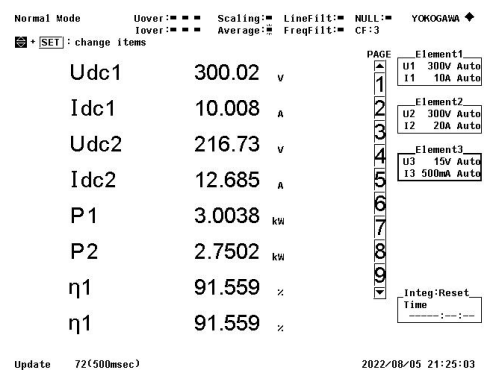 Normal Mode Uover:■ ■ ■ Scaling:■ LineFilt:■ NULL:■ YOKOGAWA ◆
Iover:■ ■ ■ Average:■ FreqFilt:■ CF:3
+ SET : change items
PAGE
Element1
U1 300V Auto
I1 10A Auto
Element2
U2 300V Auto
I2 20A Auto
Element3
U3 15V Auto
I3 500mA Auto
Udc1 300.02 V
Idc1 10.008 A
Udc2 216.73 V
Idc2 12.685 A
P1 3.0038 kW
P2 2.7502 kW
η1 91.559 %
η1 91.559 %
▲
1
2
3
4
5
6
7
8
9
▼
Integ:Reset
Time
-----:--:--
Update 72(500msec) 2022/08/05 21:25:03